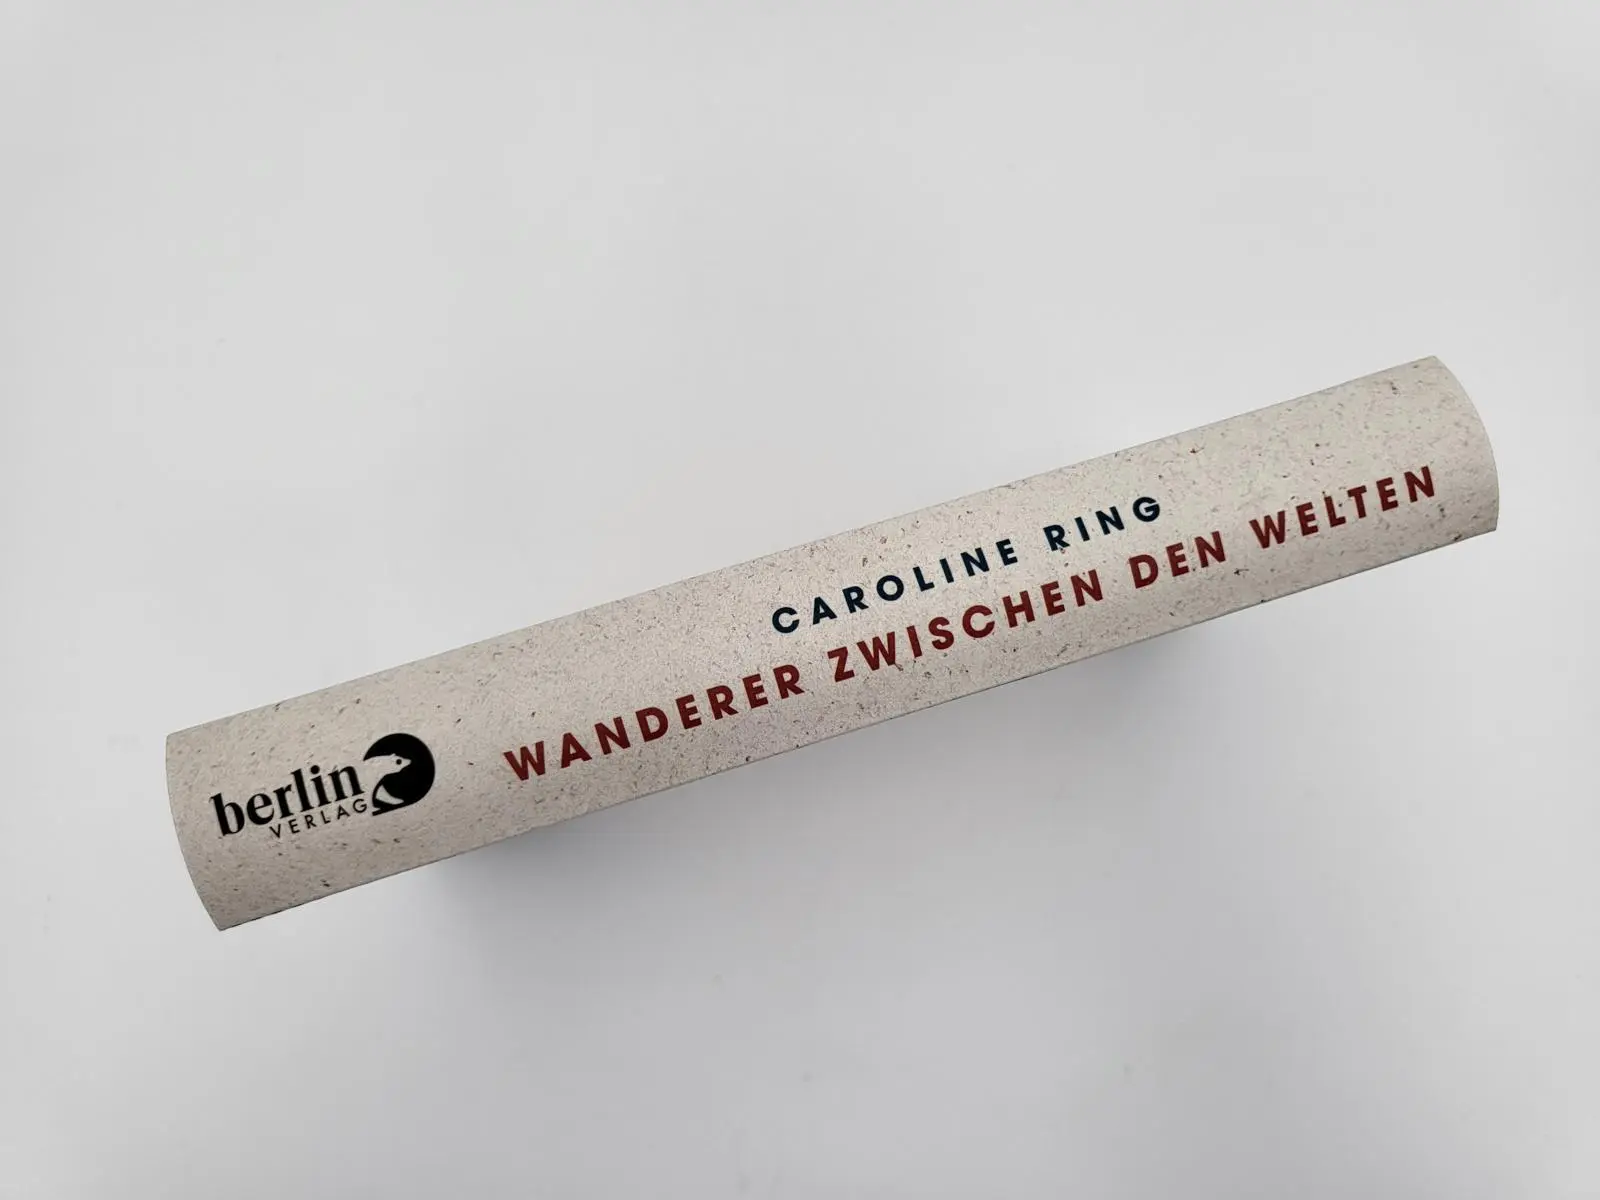 CAROLINE RING
WANDERER ZWISCHEN DEN WELTEN
berlin
VERLAG